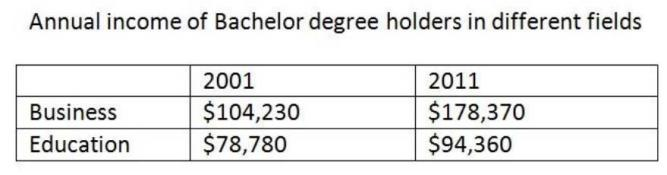 Annual income of Bachelor degree holders in different fields
2001 2011
Business $104,230 $178,370
Education $78,780 $94,360